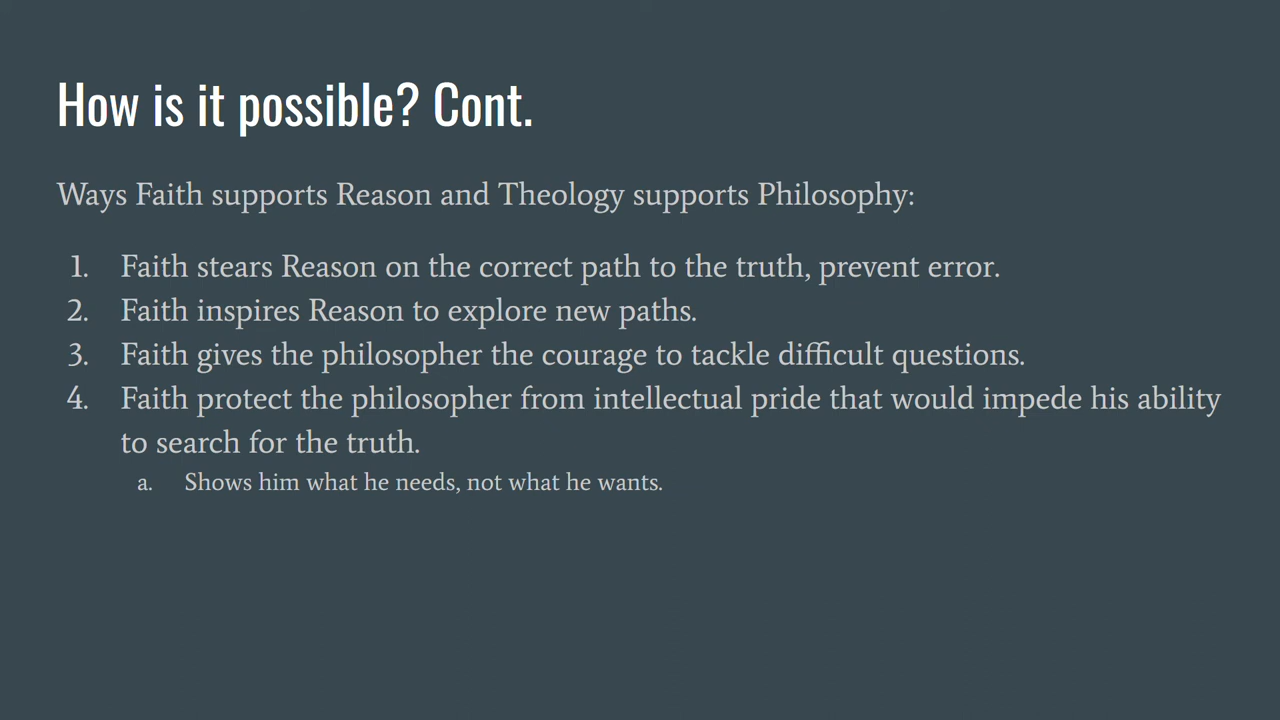 How is it possible? Cont.
Ways Faith supports Reason and Theology supports Philosophy:
1. Faith stears Reason on the correct path to the truth, prevent error.
2. Faith inspires Reason to explore new paths.
3. Faith gives the philosopher the courage to tackle difficult questions.
4. Faith protect the philosopher from intellectual pride that would impede his ability
to search for the truth.
a. Shows him what he needs, not what he wants.